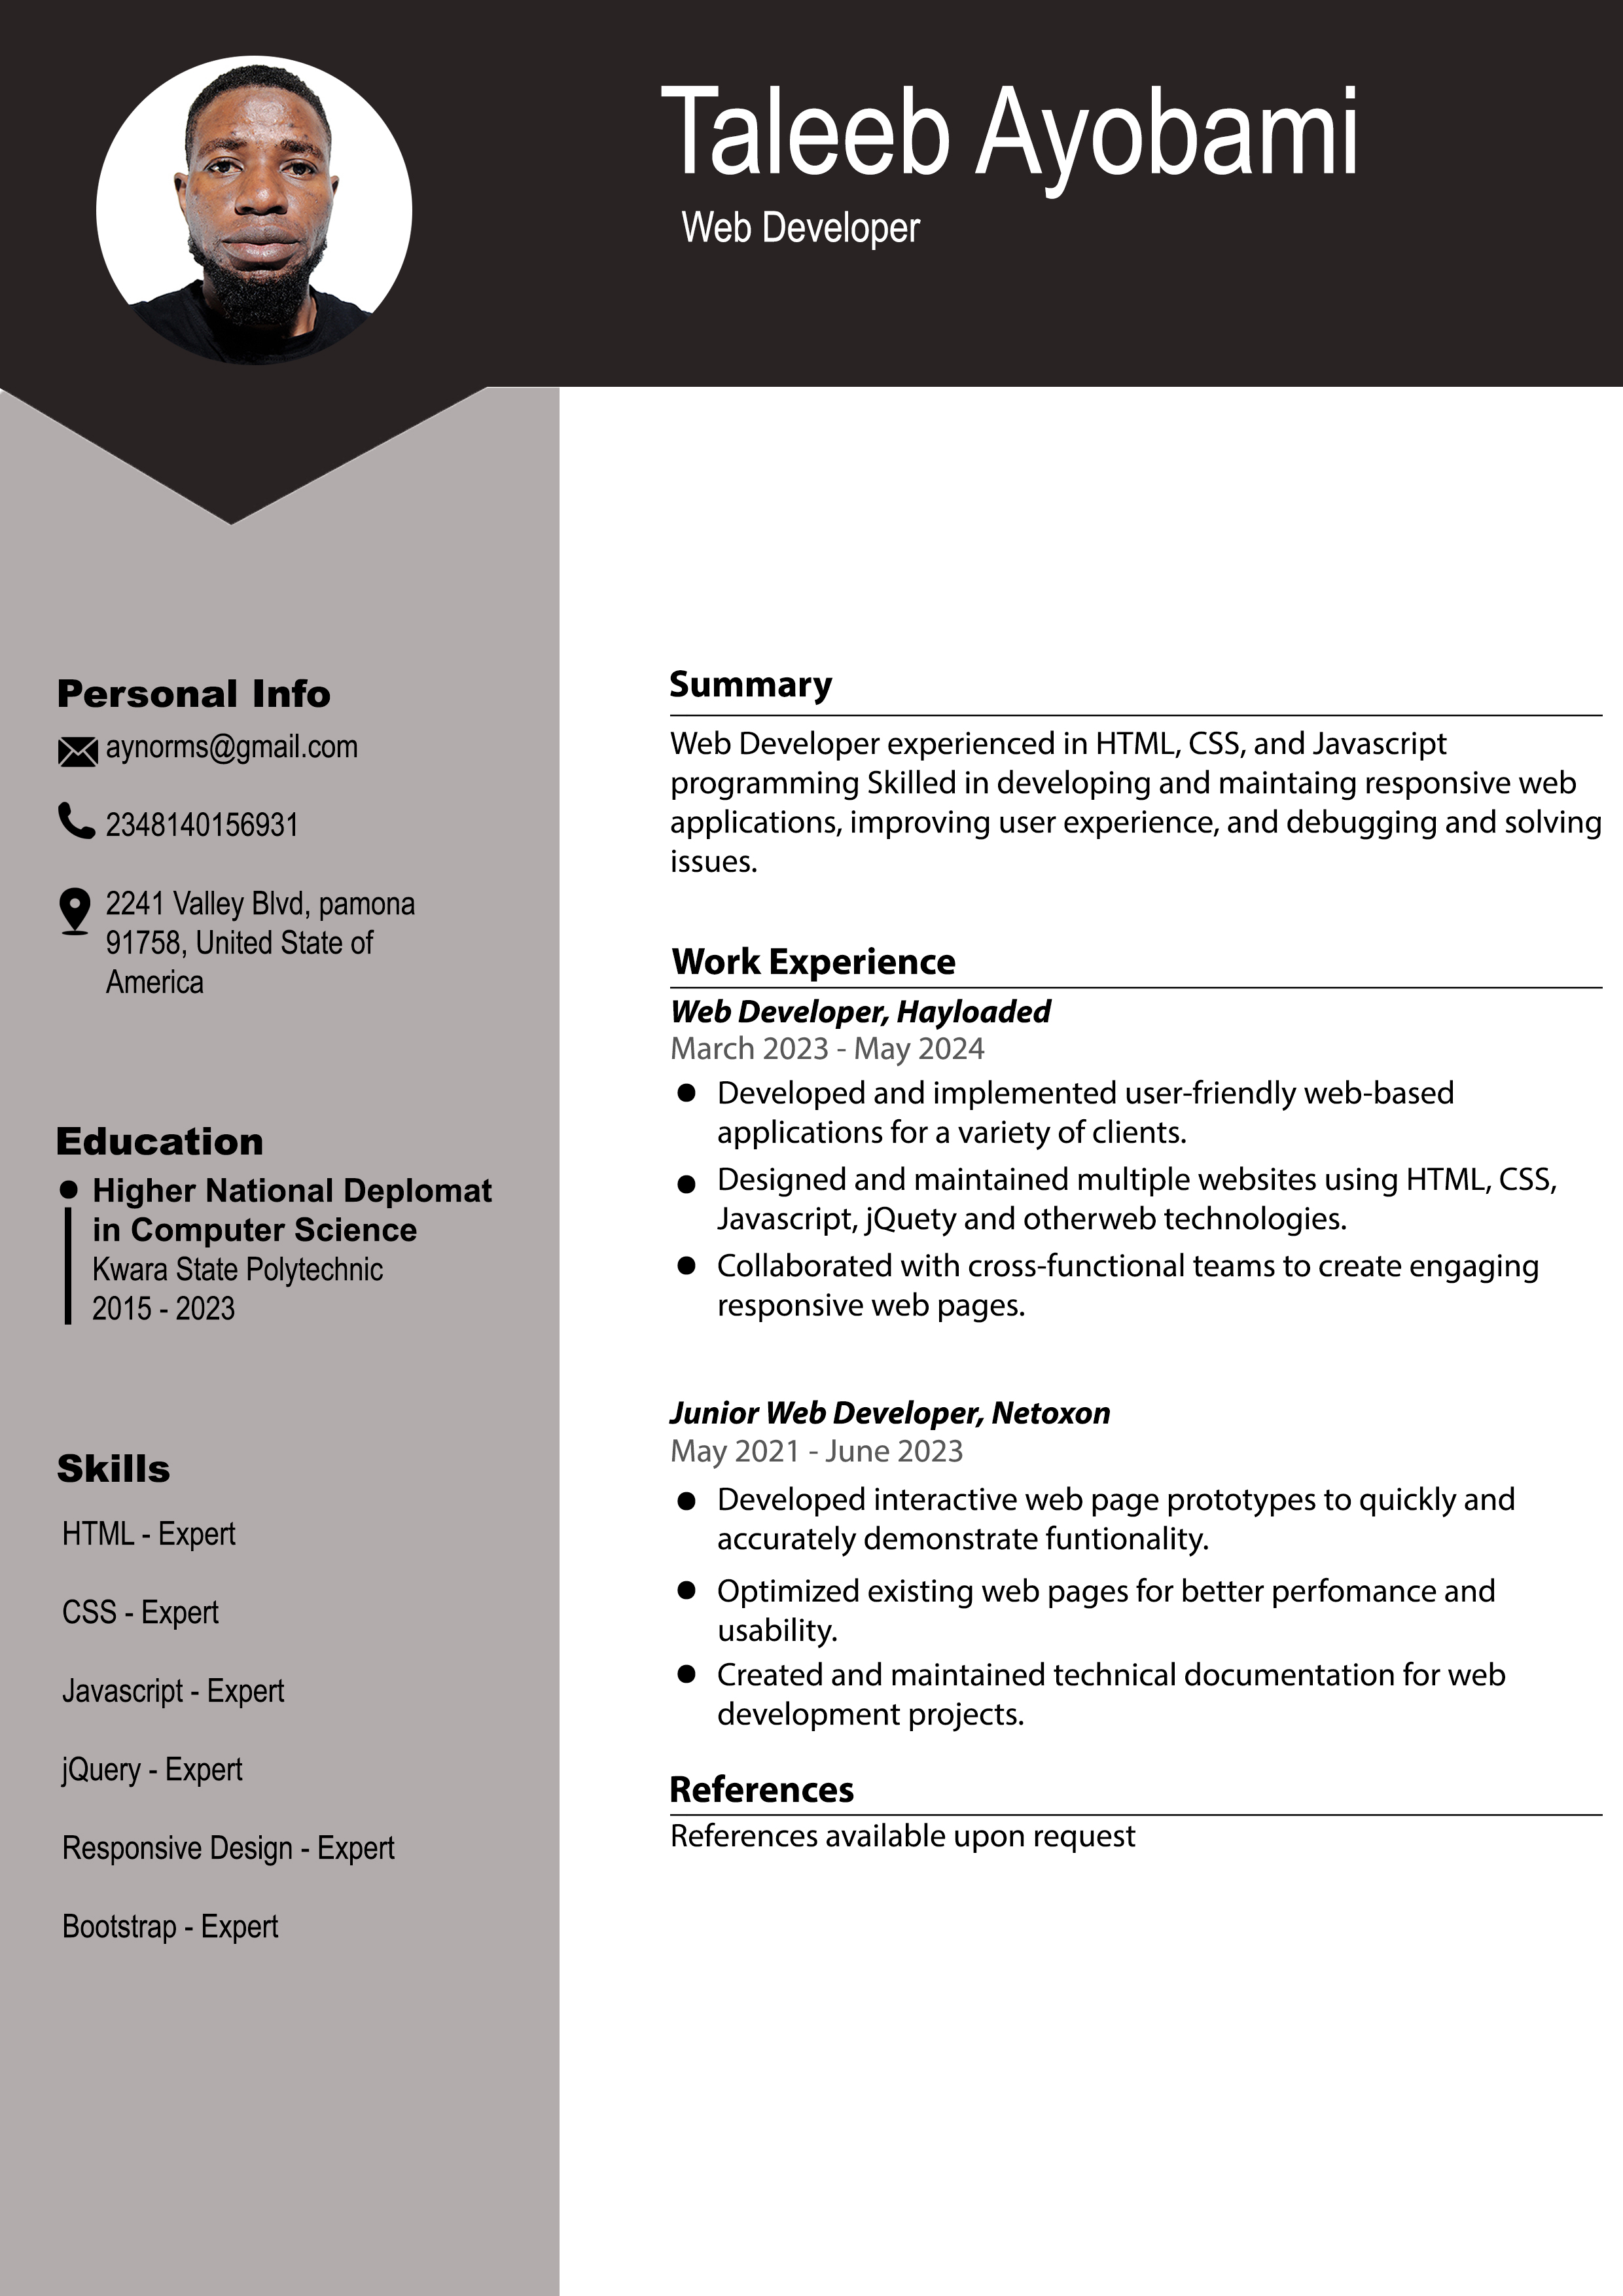 Taleeb Ayobami
Web Developer
Personal Info
aynorms@gmail.com
2348140156931
2241 Valley Blvd, pamona
91758, United State of
America
Education
Higher National Deplomat
in Computer Science
Kwara State Polytechnic
2015 - 2023
Skills
HTML - Expert
CSS - Expert
Javascript - Expert
jQuery - Expert
Responsive Design - Expert
Bootstrap - Expert
Summary
Web Developer experienced in HTML, CSS, and Javascript
programming Skilled in developing and maintaing responsive web
applications, improving user experience, and debugging and solving
issues.
Work Experience
Web Developer, Hayloaded
March 2023 - May 2024
● Developed and implemented user-friendly web-based
applications for a variety of clients.
● Designed and maintained multiple websites using HTML, CSS,
Javascript, jQuety and otherweb technologies.
● Collaborated with cross-functional teams to create engaging
responsive web pages.
Junior Web Developer, Netoxon
May 2021 - June 2023
● Developed interactive web page prototypes to quickly and
accurately demonstrate funtionality.
● Optimized existing web pages for better perfomance and
usability.
● Created and maintained technical documentation for web
development projects.
References
References available upon request